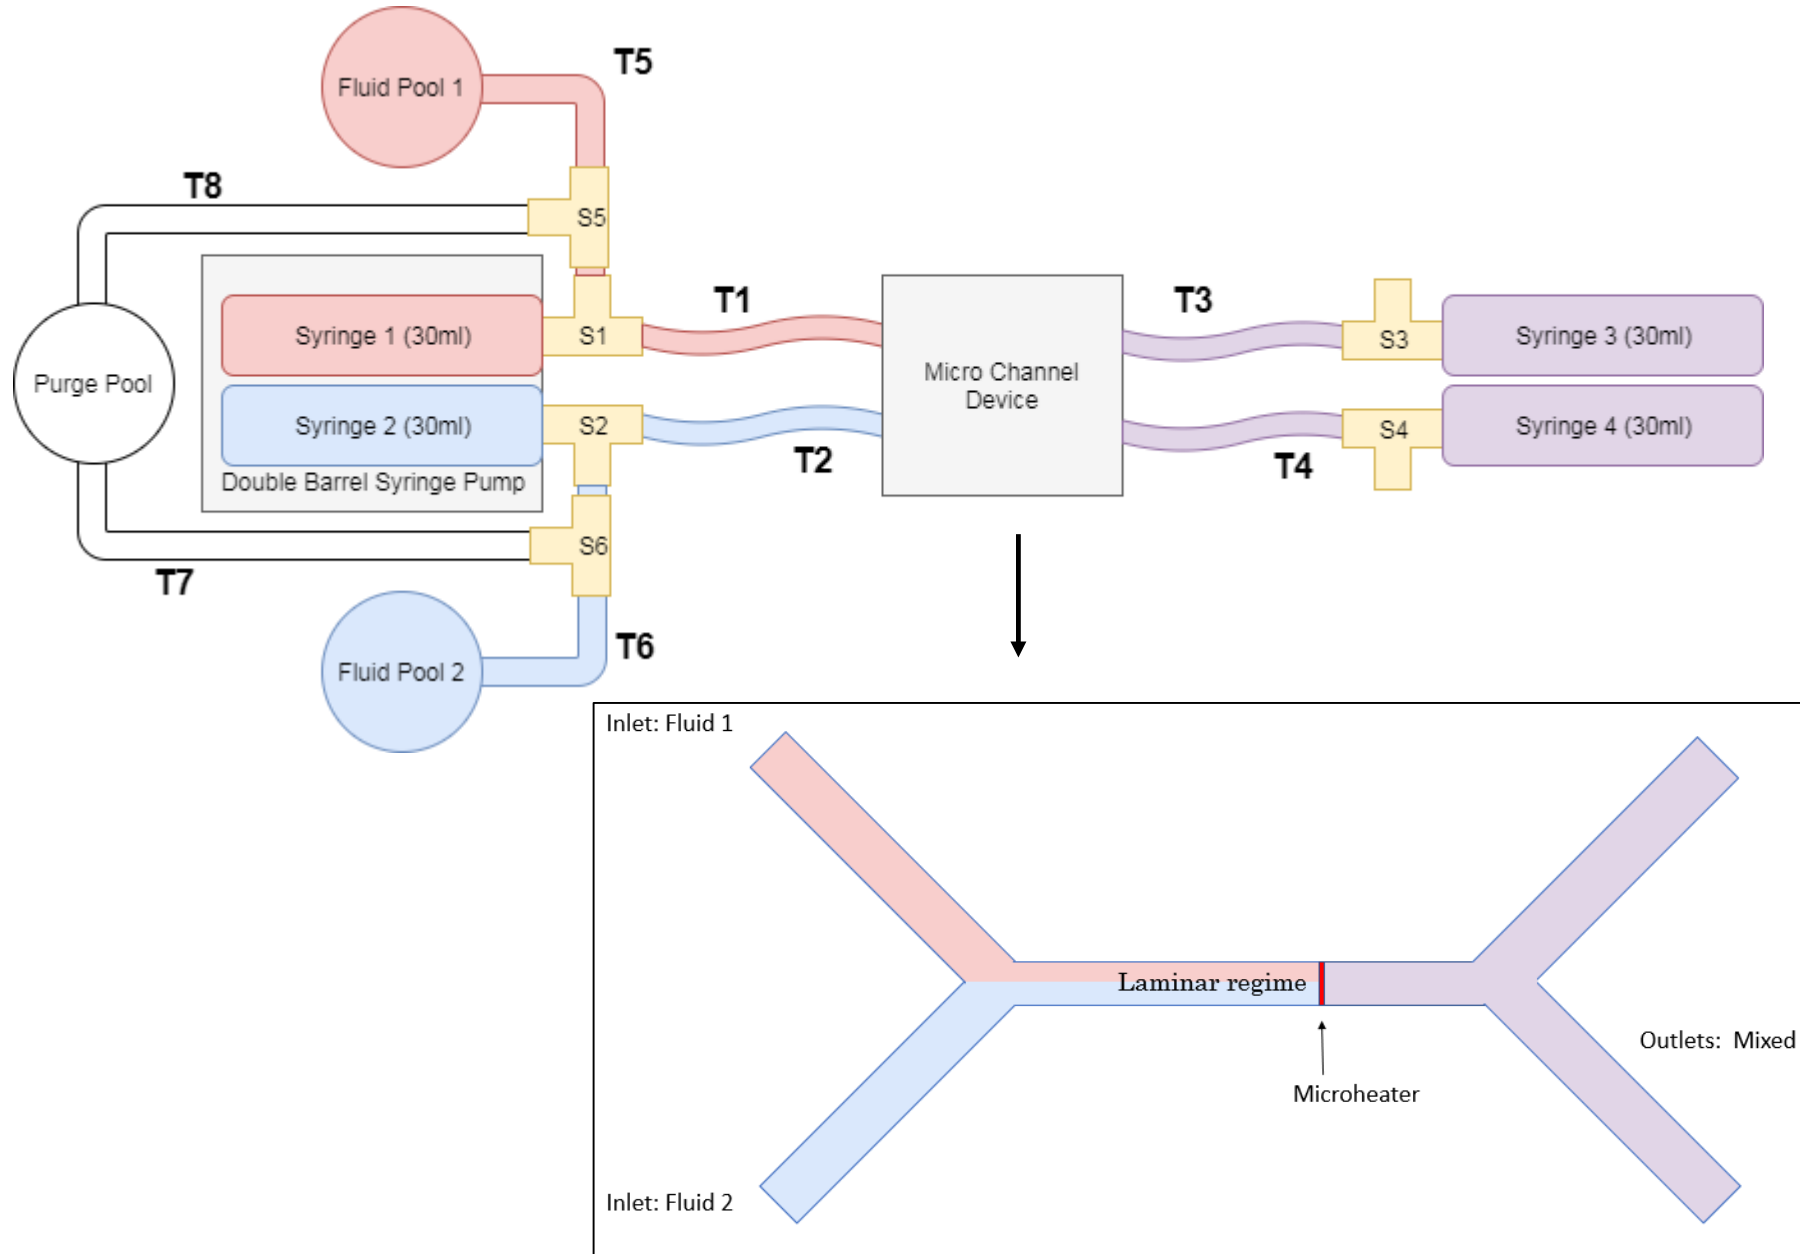 T5
Fluid Pool 1
T8
S5
Syringe 1 (30ml)
S1
T1
T3
S3
Syringe 3 (30ml)
Purge Pool
Micro Channel
Device
Syringe 2 (30ml)
S2
T2
S4
Syringe 4 (30ml)
T4
Double Barrel Syringe Pump
S6
T7
T6
Fluid Pool 2
Inlet: Fluid 1
Laminar regime
Outlets: Mixed
Microheater
Inlet: Fluid 2